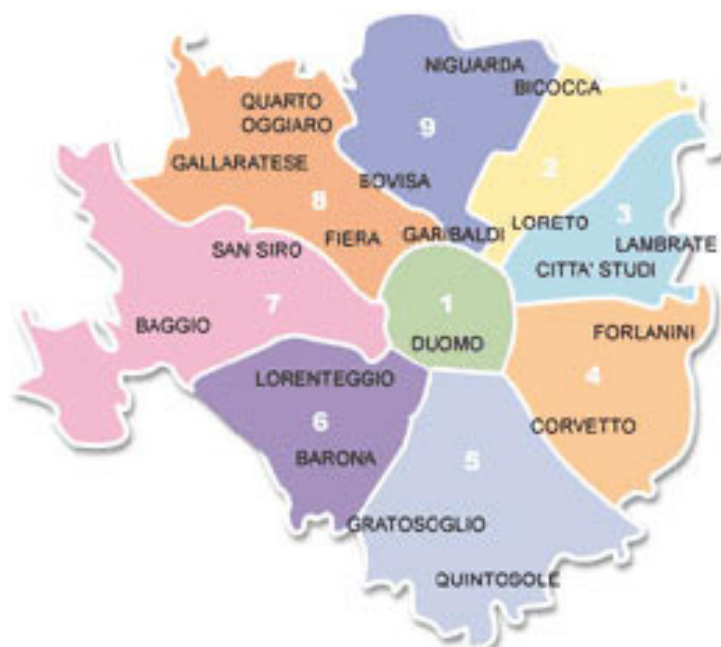 NIGUARDA
BICOCCA
QUARTO
OGGIARO
9
GALLARATESE
BOVISA
2
8
3
LORETO
FIERA
GARIBALDI
SAN SIRO
LAMBRATE
CITTA' STUDI
7
1
BAGGIO
FORLANINI
DUOMO
4
LORENTEGGIO
6
CORVETTO
BARONA
5
GRATOSOGLIO
QUINTOSOLE